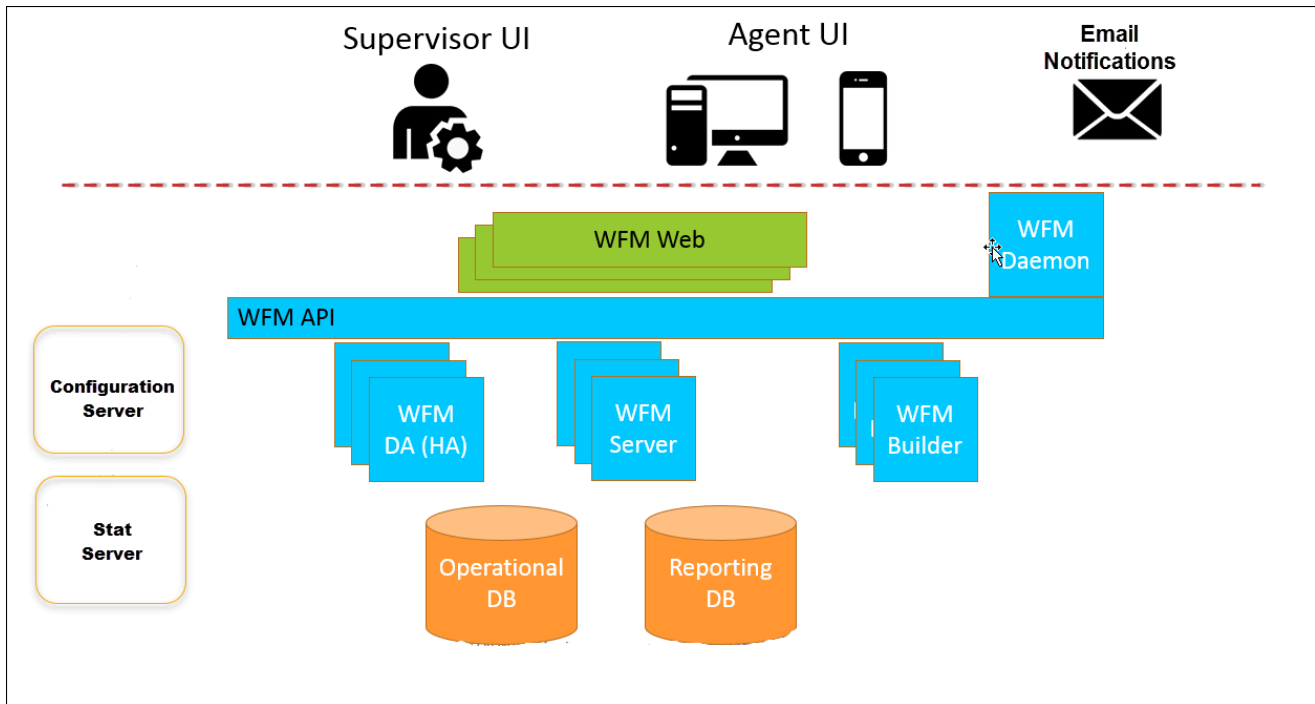 Supervisor UI
Agent UI
Email
Notifications
WFM Web
WFM
Daemon
WFM API
Configuration
Server
WFM
DA (HA)
WFM
Server
WFM
Builder
Stat
Server
Operational
DB
Reporting
DB